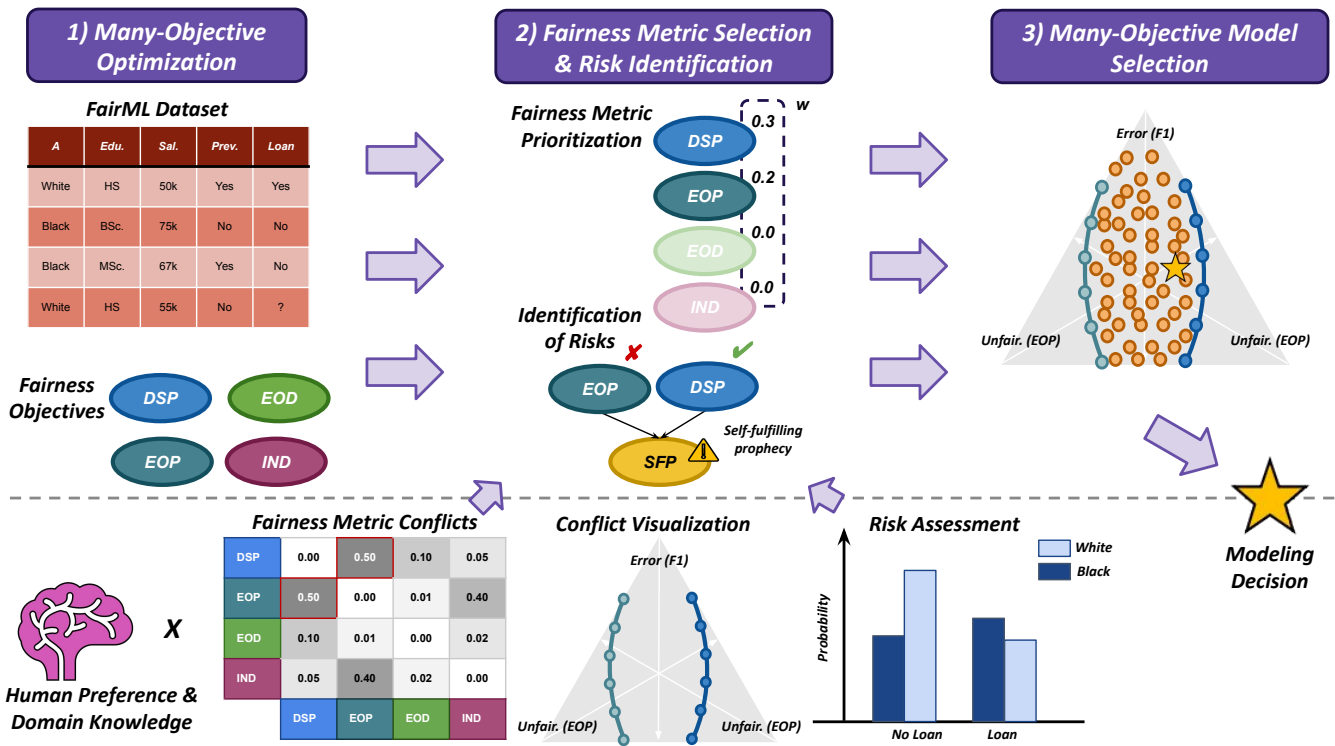 1) Many-Objective
Optimization
2) Fairness Metric Selection
& Risk Identification
3) Many-Objective Model
Selection
FairML Dataset
A Edu. Sal. Prev. Loan
White HS 50k Yes Yes
Black BSc. 75k No No
Black MSc. 67k Yes No
White HS 55k No ?
Fairness
Objectives
DSP EOD
EOP IND
Fairness Metric
Prioritization
w
0.3
DSP
0.2
EOP
0.0
EOD
0.0
IND
Identification
of Risks
✘ ✔
EOP DSP
Self-fulfilling
prophecy
SFP
Error (F1)
Unfair. (EOP) Unfair. (EOP)
Human Preference &
Domain Knowledge
X
Fairness Metric Conflicts
DSP 0.00 0.50 0.10 0.05
EOP 0.50 0.00 0.01 0.40
EOD 0.10 0.01 0.00 0.02
IND 0.05 0.40 0.02 0.00
DSP EOP EOD IND
Conflict Visualization
Error (F1)
Unfair. (EOP) Unfair. (EOP)
Risk Assessment
White
Black
Probability
No Loan Loan
Modeling
Decision